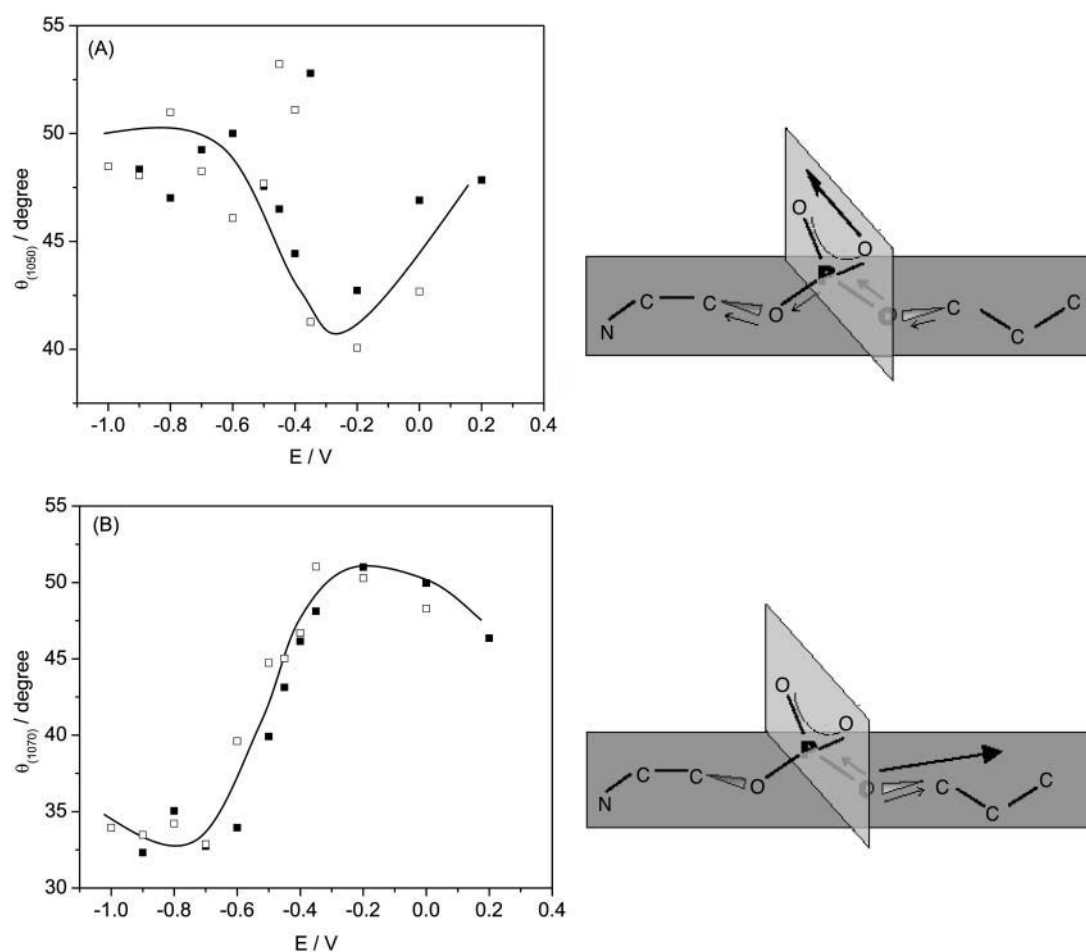 (A)
θ(1050) / degree
55
50
45
40
-1.0 -0.8 -0.6 -0.4 -0.2 0.0 0.2 0.4
E / V
O O
P
N C C O O C C C
(B)
θ(1070) / degree
55
50
45
40
35
30
-1.0 -0.8 -0.6 -0.4 -0.2 0.0 0.2 0.4
E / V
O O
P
N C C O O C C C